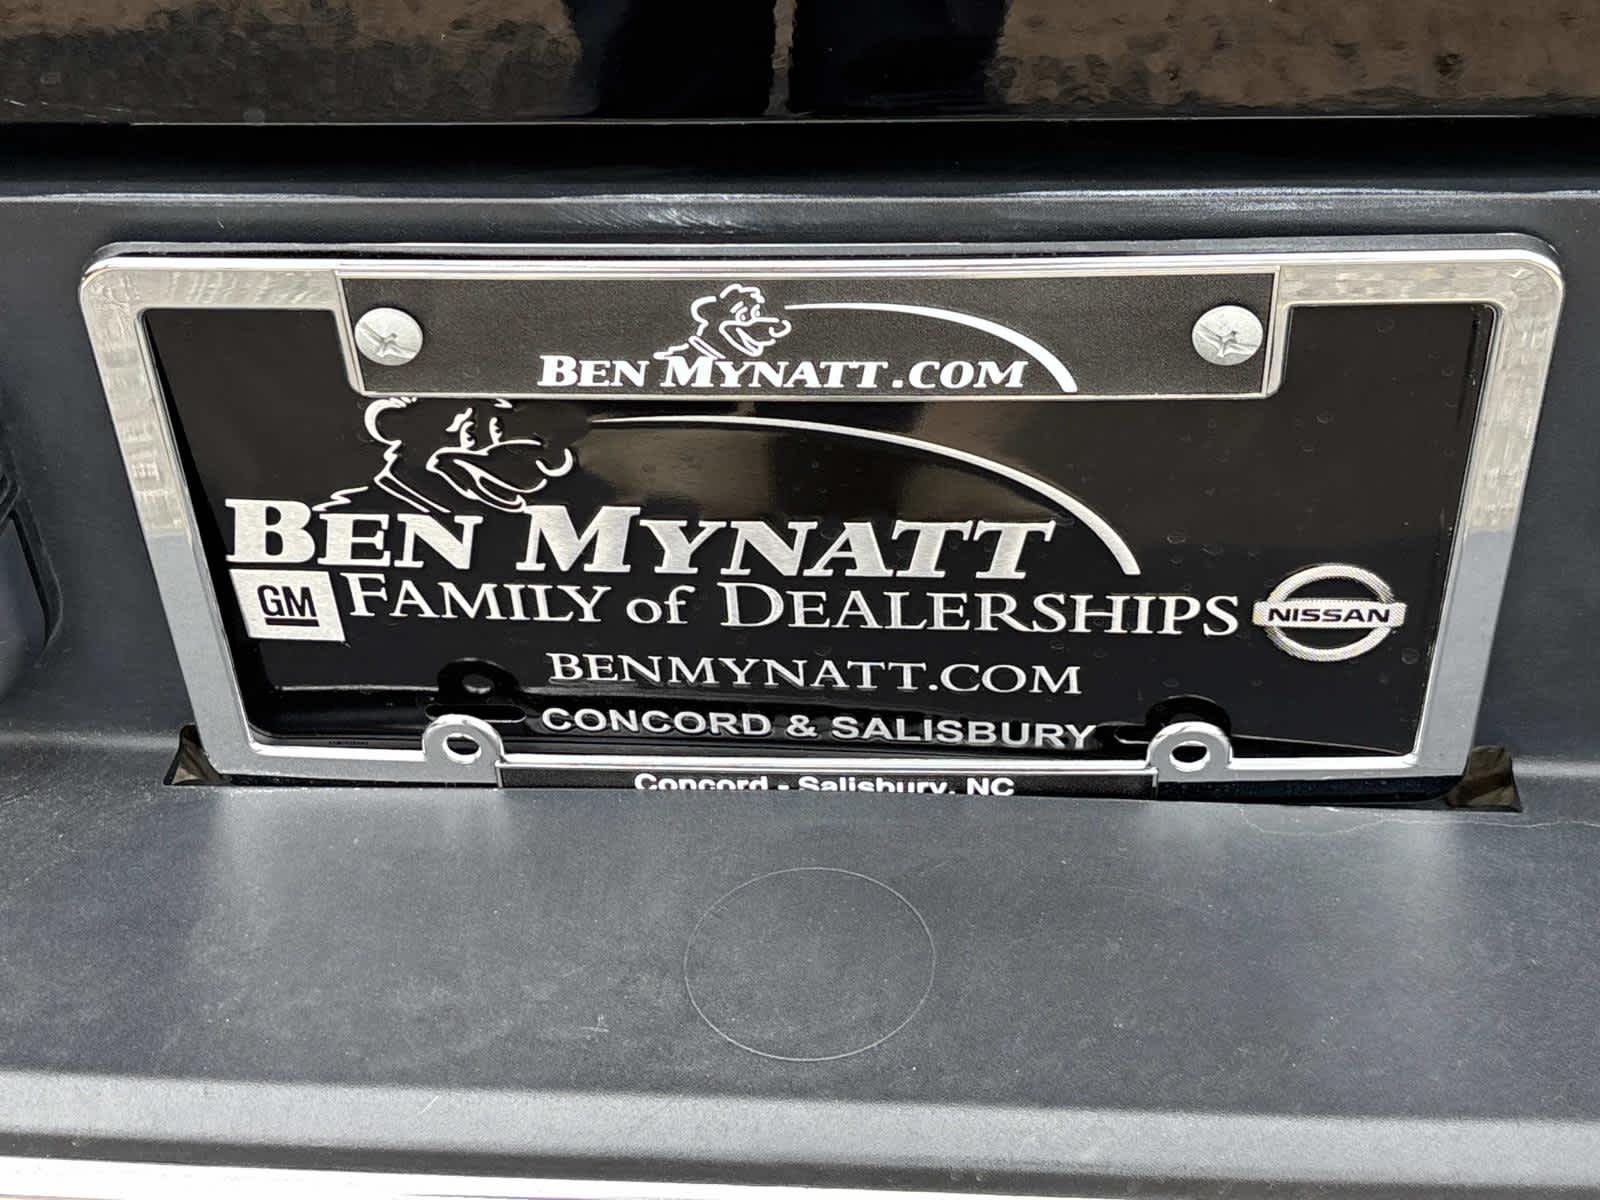 BEN MYNATT.COM
BEN MYNATT
GM FAMILY of DEALERSHIPS NISSAN
BENMYNATT.COM
CONCORD & SALISBURY
Concord - Salisbury, NC